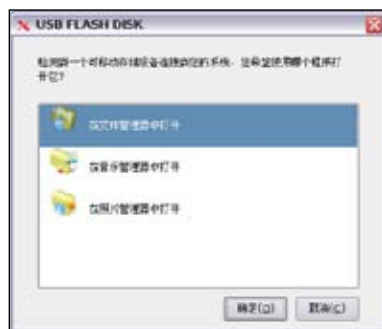 USB FLASH DISK
检测到一个可移动存储设备连接到您的系统，您希望使用哪个程序打
开它?
在文件管理器中打开
在音乐管理器中打开
在照片管理器中打开
确定(O)
取消(C)